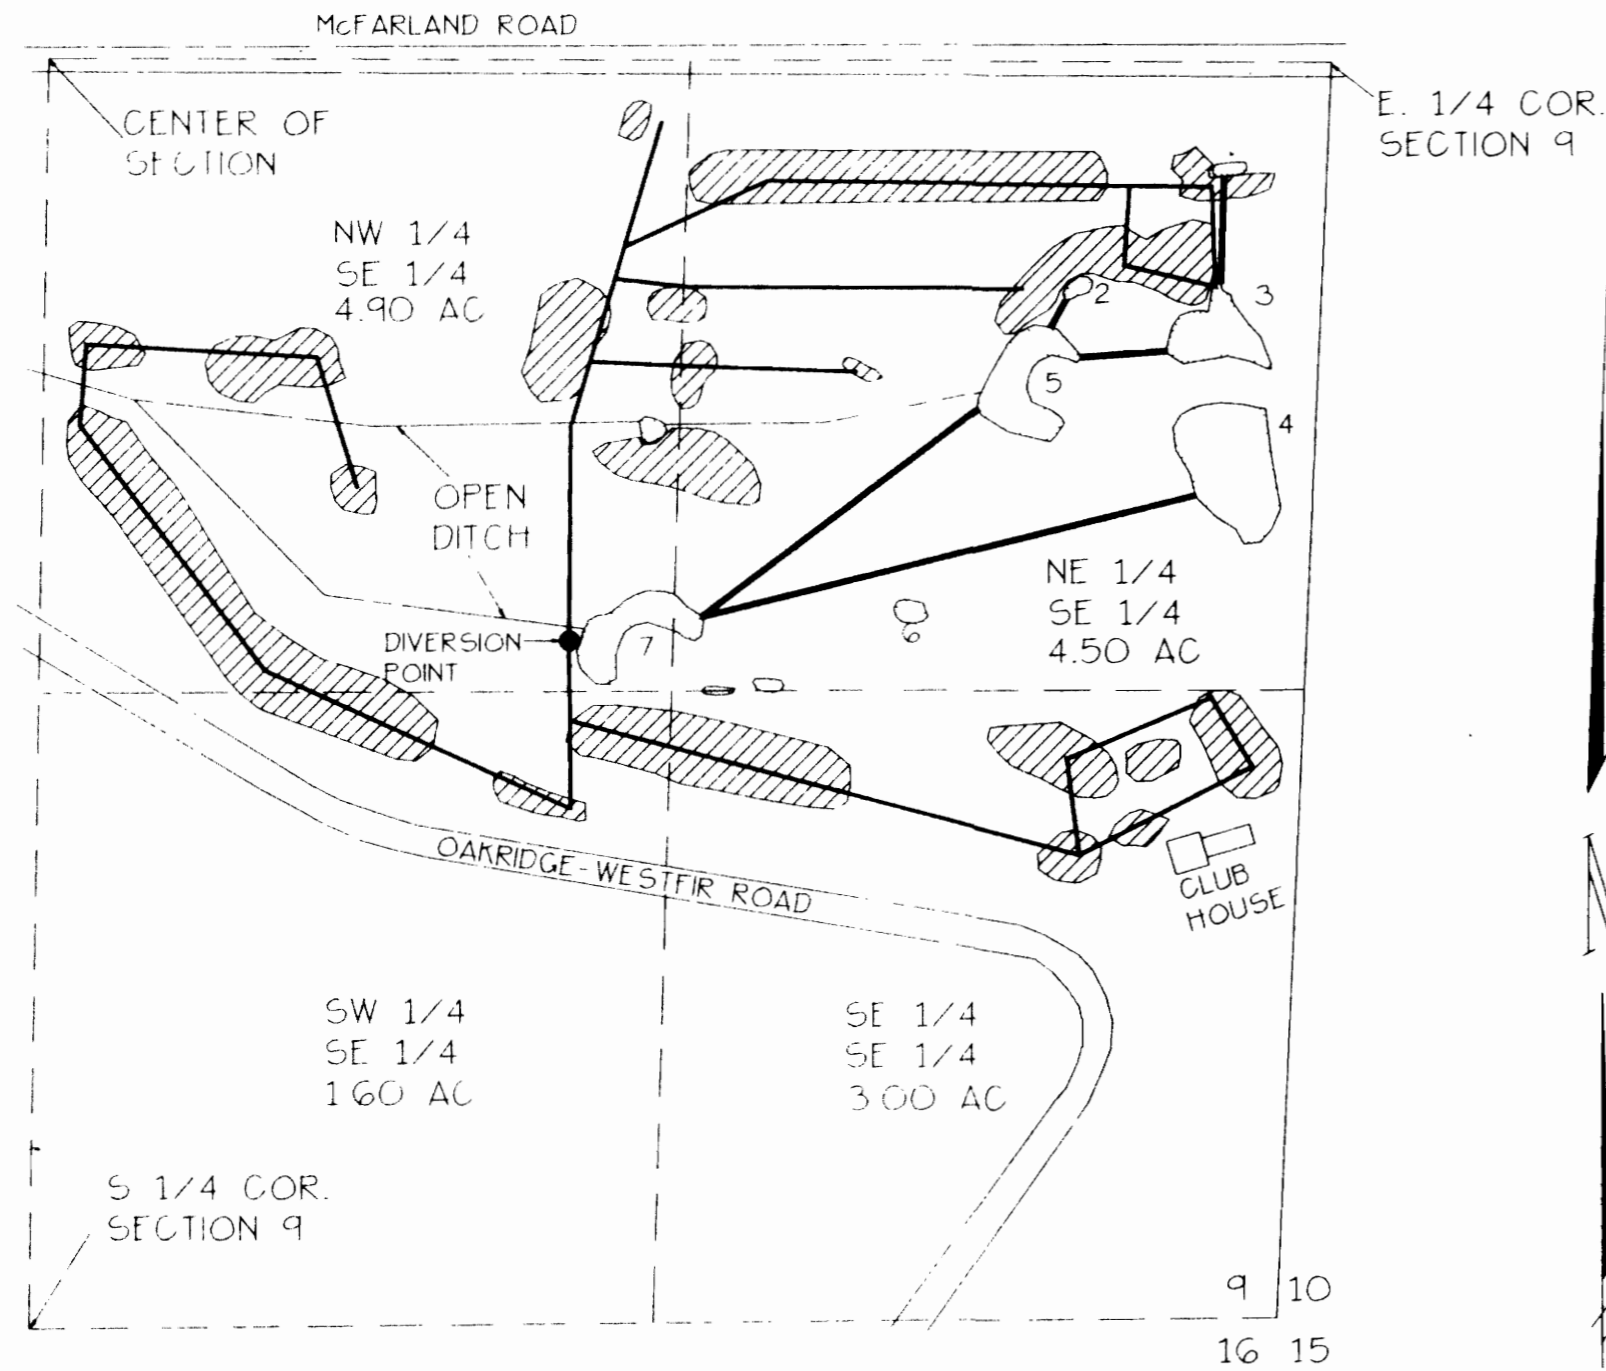 McFARLAND ROAD
CENTER OF
SECTION
E. 1/4 COR.
SECTION 9
NW 1/4
SE 1/4
4.90 AC
2
3
5
4
OPEN
DITCH
NE 1/4
SE 1/4
4.50 AC
6
DIVERSION
POINT
7
OAKRIDGE-WESTFIR ROAD
CLUB
HOUSE
SW 1/4
SE 1/4
1.60 AC
SE 1/4
SE 1/4
3.00 AC
S 1/4 COR.
SECTION 9
9 10
16 15
N